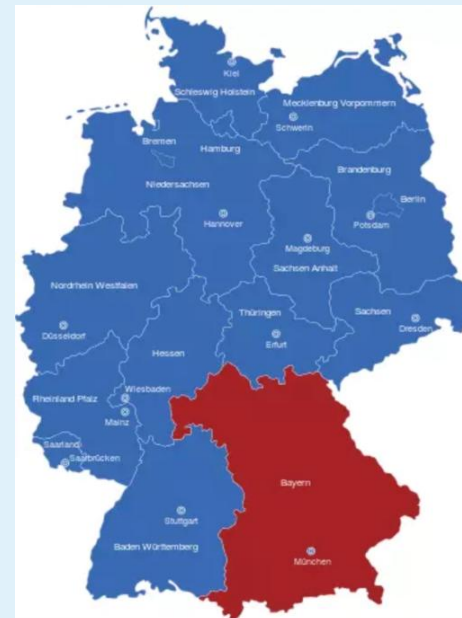 Kiel
Schleswig Holstein
Mecklenburg Vorpommern
Schwerin
Bremen
Hamburg
Brandenburg
Niedersachsen
Berlin
Hannover
Potsdam
Magdeburg
Sachsen Anhalt
Nordrhein Westfalen
Thüringen
Sachsen
Düsseldorf
Dresden
Erfurt
Hessen
Wiesbaden
Rheinland Pfalz
Mainz
Saarland
Saarbrücken
Bayern
Stuttgart
Baden Württemberg
München